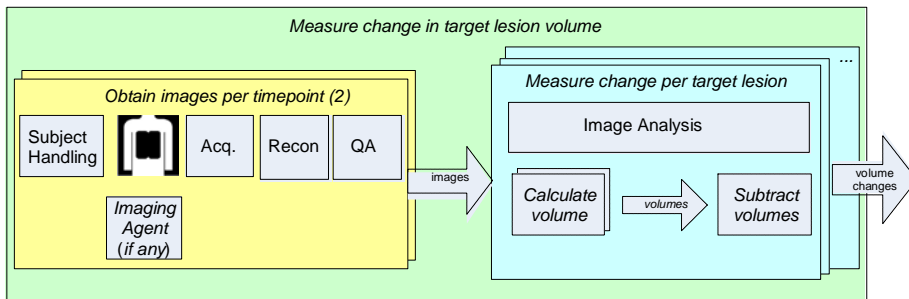 Measure change in target lesion volume
...
Obtain images per timepoint (2)
Subject
Handling
Acq.
Recon
QA
Imaging
Agent
(if any)
images
Measure change per target lesion
Image Analysis
Calculate
volume
volumes
Subtract
volumes
volume
changes